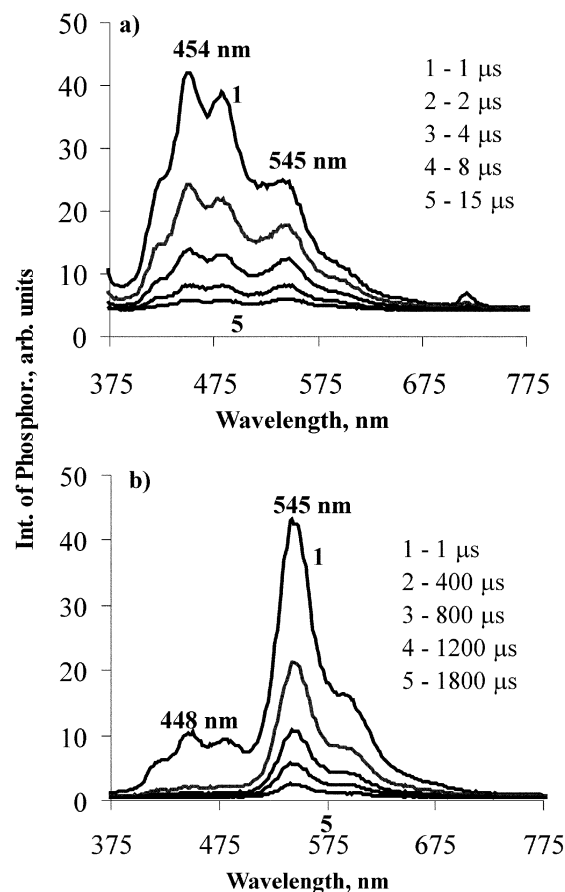 Int. of Phosphor., arb. units
a)
50
40
30
20
10
0
454 nm
1
545 nm
5
1 - 1 µs
2 - 2 µs
3 - 4 µs
4 - 8 µs
5 - 15 µs
375 475 575 675 775
Wavelength, nm
b)
50
40
30
20
10
0
545 nm
1
448 nm
5
1 - 1 µs
2 - 400 µs
3 - 800 µs
4 - 1200 µs
5 - 1800 µs
375 475 575 675 775
Wavelength, nm